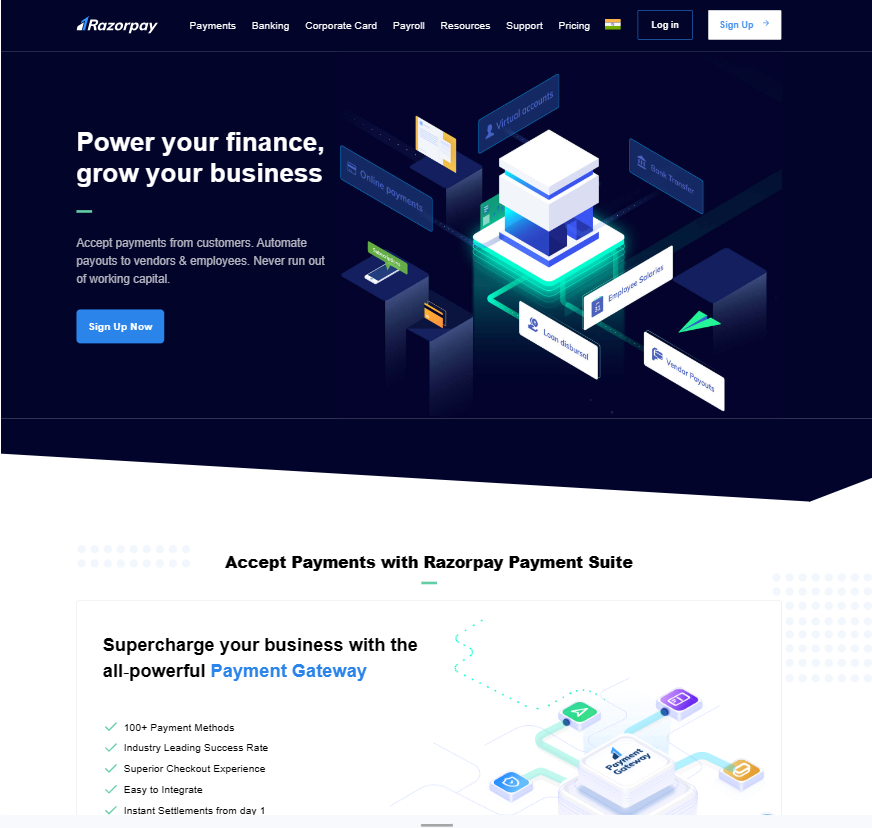 Razorpay
Payments Banking Corporate Card Payroll Resources Support Pricing Log in Sign Up
Power your finance,
grow your business
Accept payments from customers. Automate
payouts to vendors & employees. Never run out
of working capital.
Sign Up Now
Virtual accounts
Online payments
Bank Transfer
Subscriptions
Employee Salaries
31
Loan disbursal
Vendor Payouts
Accept Payments with Razorpay Payment Suite
Supercharge your business with the
all-powerful Payment Gateway
100+ Payment Methods
Industry Leading Success Rate
Superior Checkout Experience
Easy to Integrate
Instant Settlements from day 1
Payment
Gateway